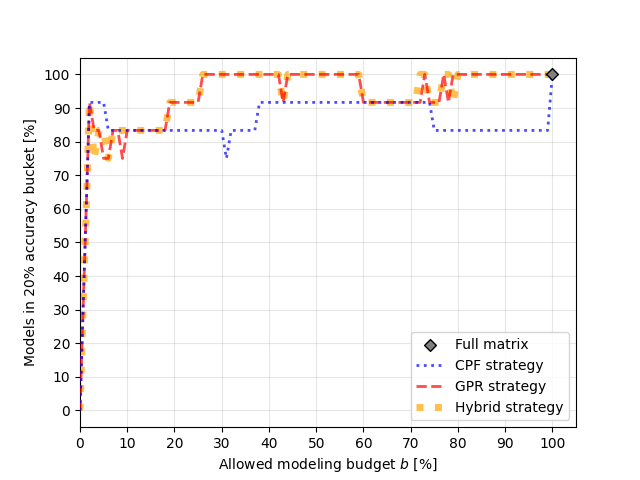 Models in 20% accuracy bucket [%]
100
90
80
70
60
50
40
30
20
10
0
Full matrix
CPF strategy
GPR strategy
Hybrid strategy
0 10 20 30 40 50 60 70 80 90 100
Allowed modeling budget b [%]